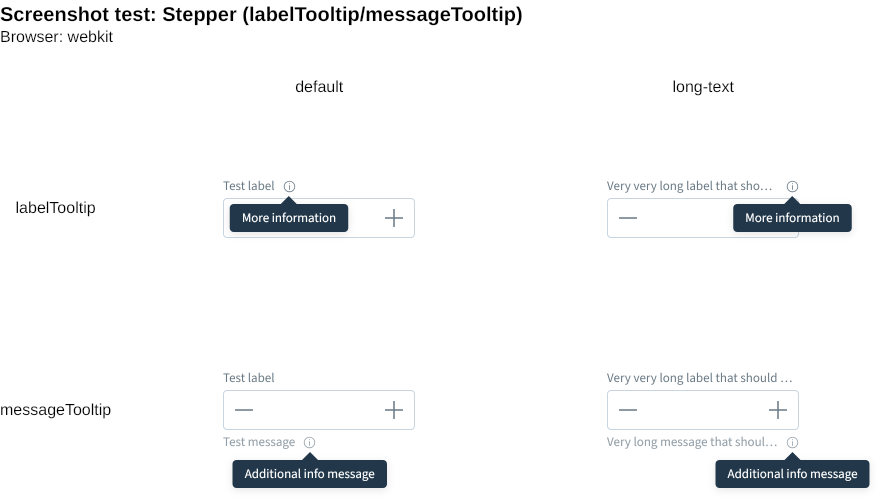 Screenshot test: Stepper (labelTooltip/messageTooltip)
Browser: webkit
default
long-text
labelTooltip
Test label
More information
Very very long label that sho…
More information
messageTooltip
Test label
Test message
Additional info message
Very very long label that should …
Very long message that shoul…
Additional info message